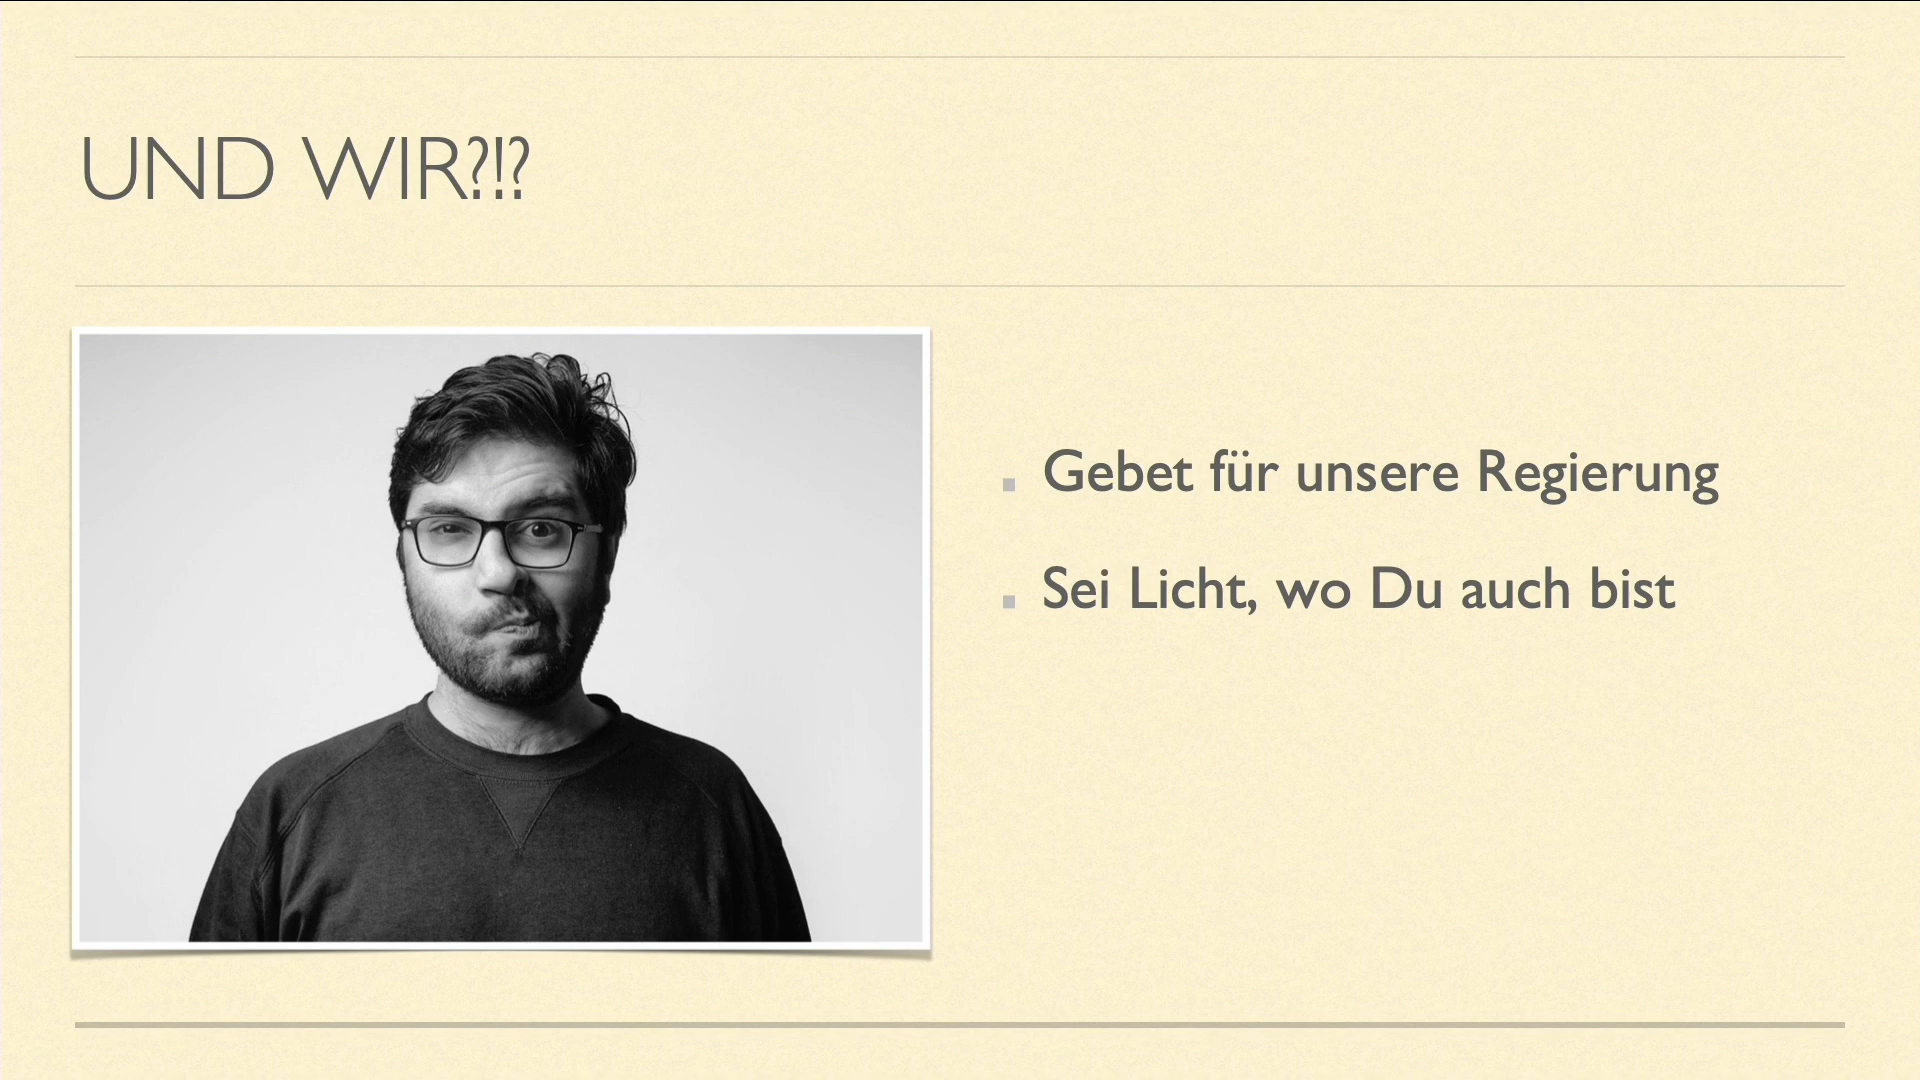 UND WIR?!?
Gebet für unsere Regierung
Sei Licht, wo Du auch bist